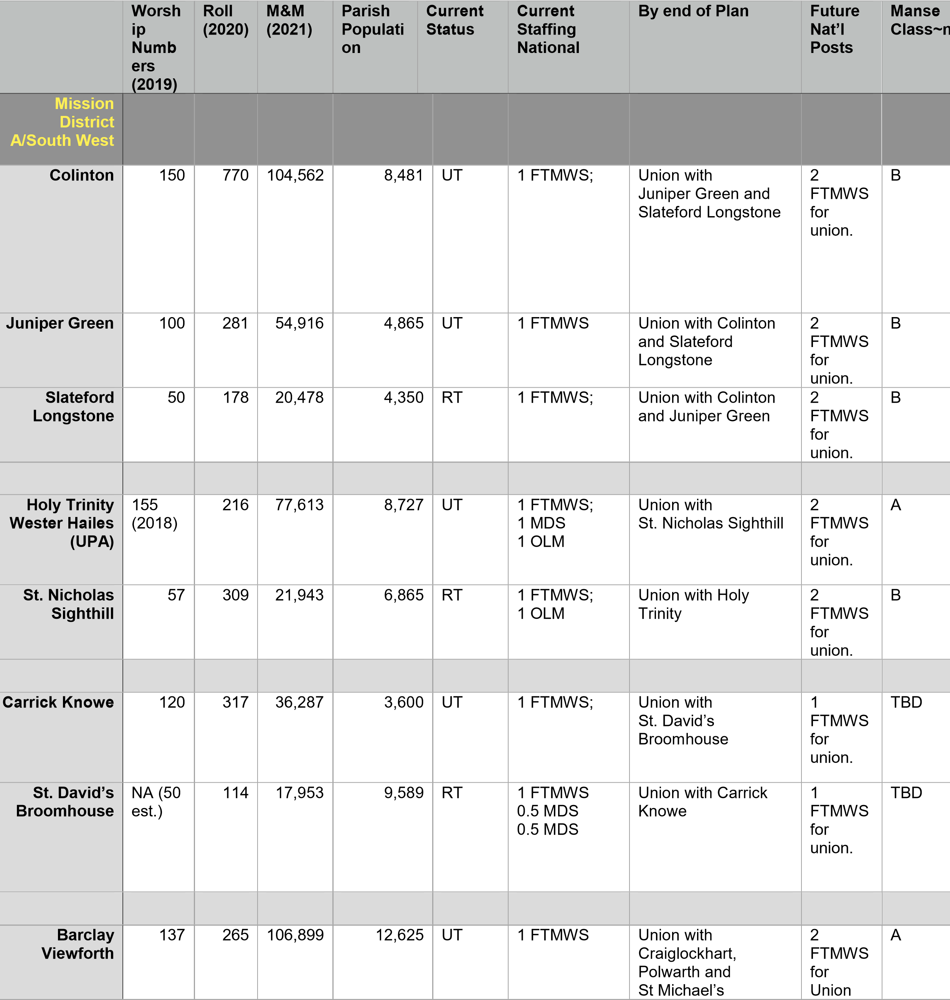 Worsh
ip
Numb
ers
(2019)
Roll
(2020)
M&M
(2021)
Parish
Populati
on
Current
Status
Current
Staffing
National
By end of Plan
Future
Nat’l
Posts
Manse
Class~n
Mission
District
A/South West
Colinton
150
770
104,562
8,481
UT
1 FTMWS;
Union with
Juniper Green and
Slateford Longstone
2
FTMWS
for
union.
B
Juniper Green
100
281
54,916
4,865
UT
1 FTMWS
Union with Colinton
and Slateford
Longstone
2
FTMWS
for
union.
B
Slateford
Longstone
50
178
20,478
4,350
RT
1 FTMWS;
Union with Colinton
and Juniper Green
2
FTMWS
for
union.
B
Holy Trinity
Wester Hailes
(UPA)
155
(2018)
216
77,613
8,727
UT
1 FTMWS;
1 MDS
1 OLM
Union with
St. Nicholas Sighthill
2
FTMWS
for
union.
A
St. Nicholas
Sighthill
57
309
21,943
6,865
RT
1 FTMWS;
1 OLM
Union with Holy
Trinity
2
FTMWS
for
union.
B
Carrick Knowe
120
317
36,287
3,600
UT
1 FTMWS;
Union with
St. David’s
Broomhouse
1
FTMWS
for
union.
TBD
St. David’s
Broomhouse
NA (50
est.)
114
17,953
9,589
RT
1 FTMWS
0.5 MDS
0.5 MDS
Union with Carrick
Knowe
1
FTMWS
for
union.
TBD
Barclay
Viewforth
137
265
106,899
12,625
UT
1 FTMWS
Union with
Craiglockhart,
Polwarth and
St Michael’s
2
FTMWS
for
Union
A